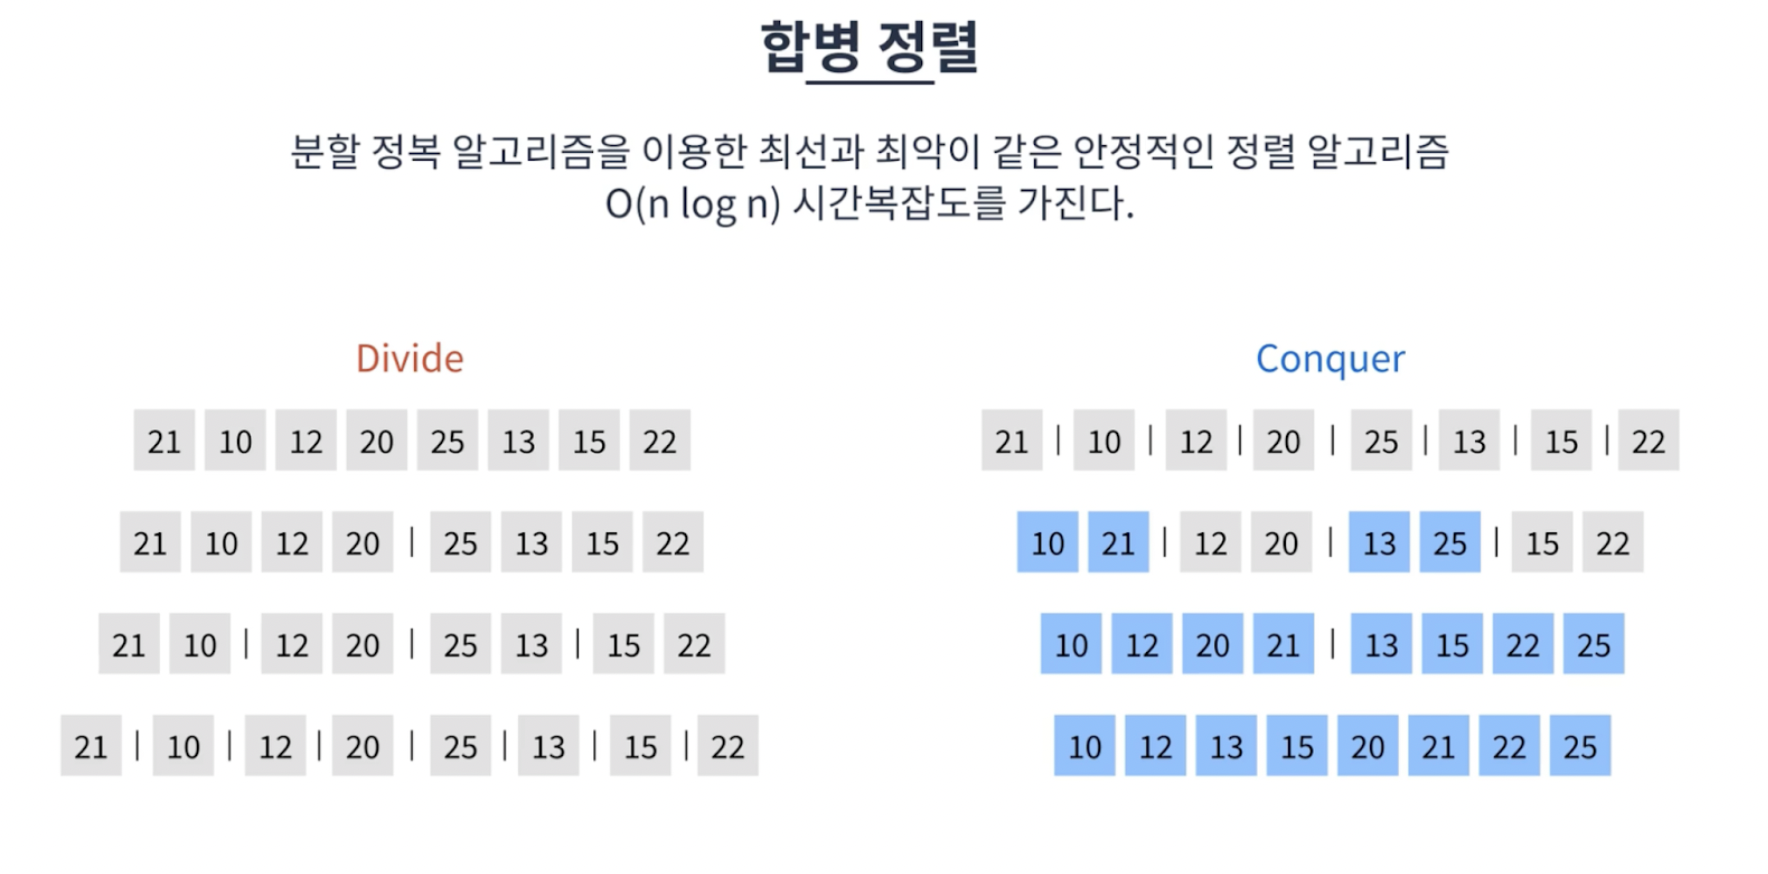 합병 정렬
분할 정복 알고리즘을 이용한 최선과 최악이 같은 안정적인 정렬 알고리즘
O(n log n) 시간복잡도를 가진다.
Divide
21 10 12 20 25 13 15 22
21 10 12 20 | 25 13 15 22
21 10 | 12 20 | 25 13 | 15 22
21 | 10 | 12 | 20 | 25 | 13 | 15 | 22
Conquer
21 | 10 | 12 | 20 | 25 | 13 | 15 | 22
10 21 | 12 20 | 13 25 | 15 22
10 12 20 21 | 13 15 22 25
10 12 13 15 20 21 22 25